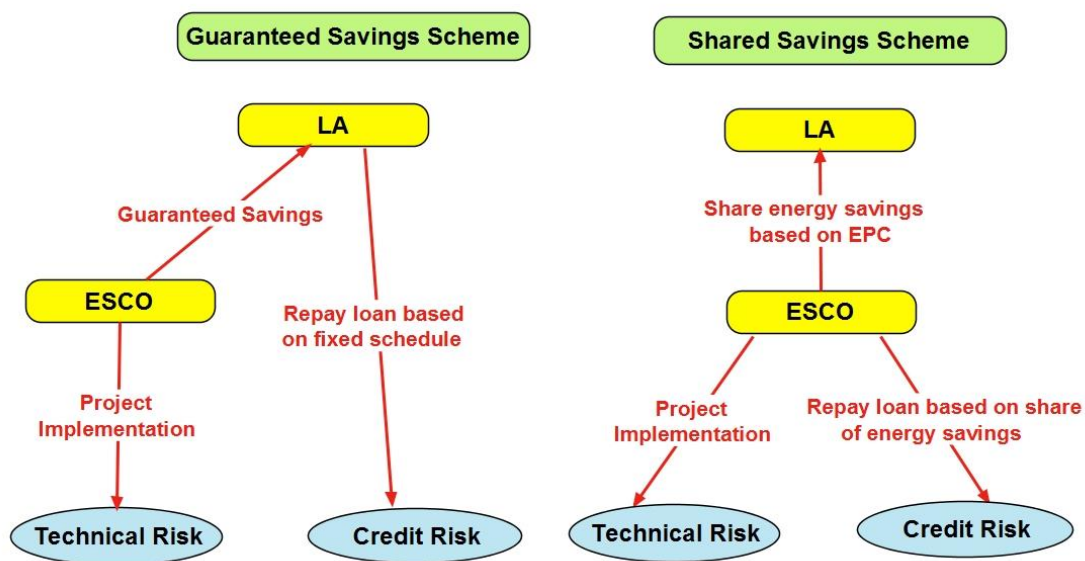 Guaranteed Savings Scheme
LA
Guaranteed Savings
ESCO
Repay loan based
on fixed schedule
Project
Implementation
Technical Risk
Credit Risk
Shared Savings Scheme
LA
Share energy savings
based on EPC
ESCO
Project
Implementation
Repay loan based on share
of energy savings
Technical Risk
Credit Risk